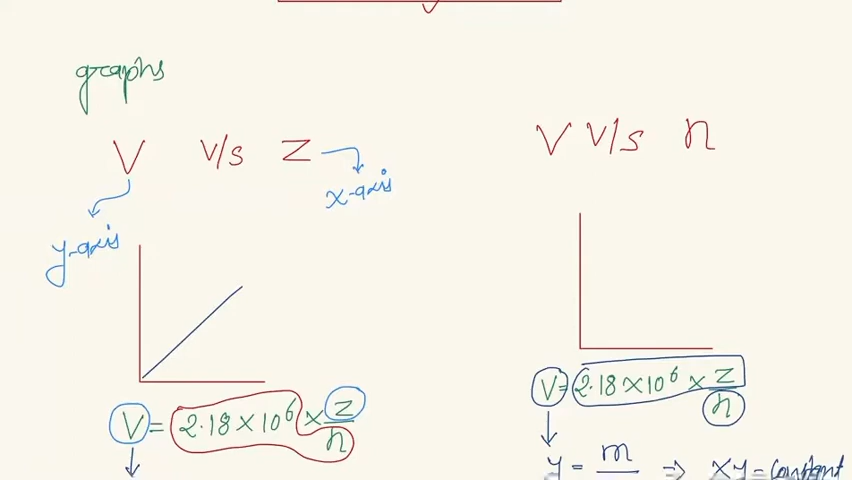 graphs
V v/s Z
x-axis
y-axis
V = 2.18 × 10⁶ × Z/n
V v/s n
V = 2.18 × 10⁶ × Z/n
y = m ⇒ xy = constant